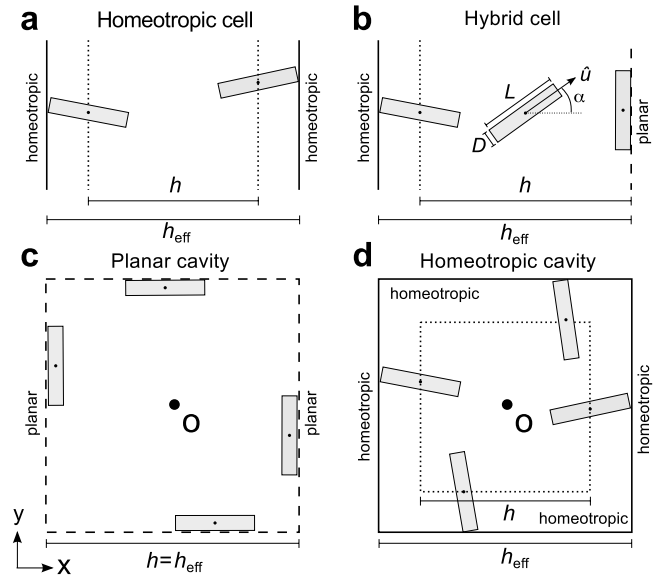 a Homeotropic cell
homeotropic
homeotropic
h
h_eff
b Hybrid cell
homeotropic
L
D
û
α
planar
h
h_eff
c Planar cavity
planar
planar
O
y
x
h=h_eff
d Homeotropic cavity
homeotropic
homeotropic
homeotropic
O
h
homeotropic
h_eff